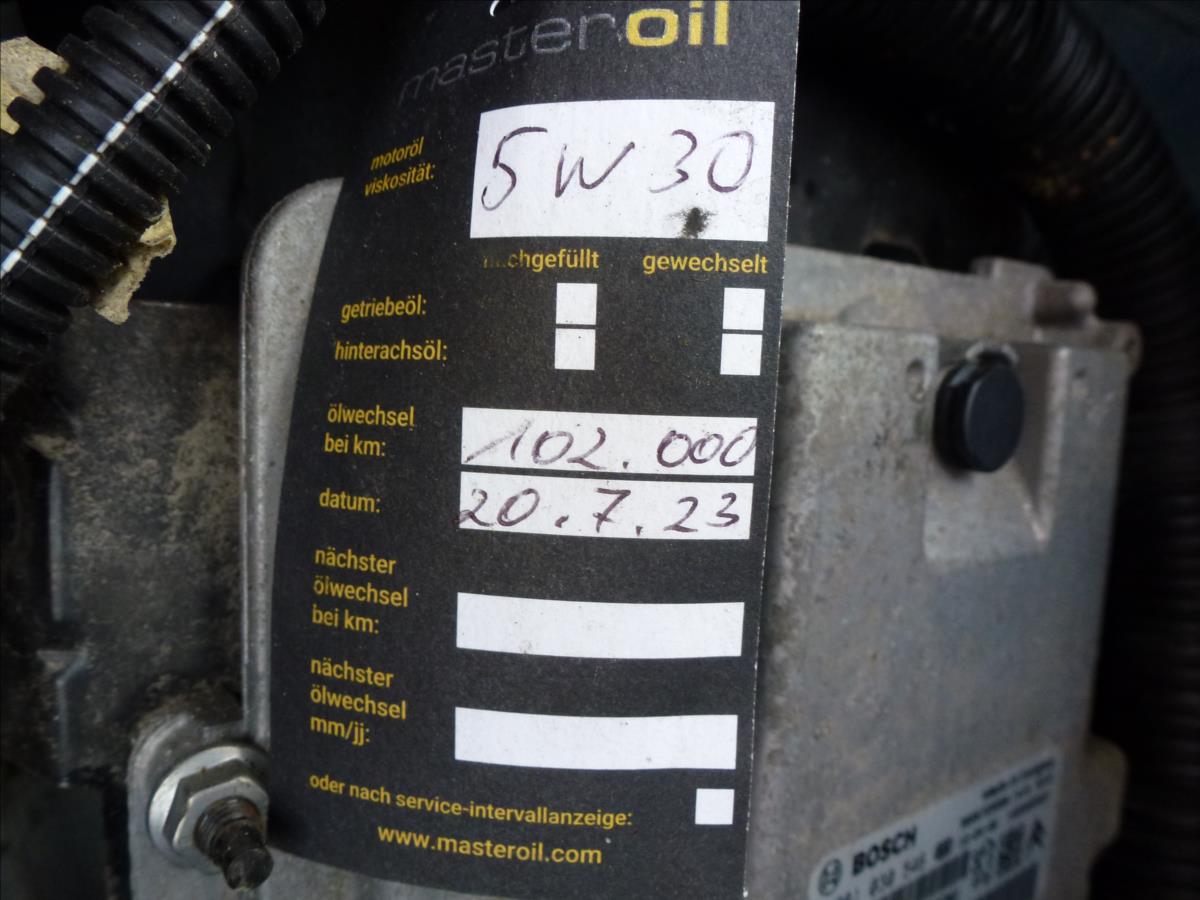 masteroil
motoröl
viskosität:
5W30
nachgefüllt gewechselt
getriebeöl:
hinterachsöl:
ölwechsel
bei km:
102.000
datum:
20.7.23
nächster
ölwechsel
bei km:
nächster
ölwechsel
mm/jj:
oder nach service-intervallanzeige:
www.masteroil.com
BOSCH